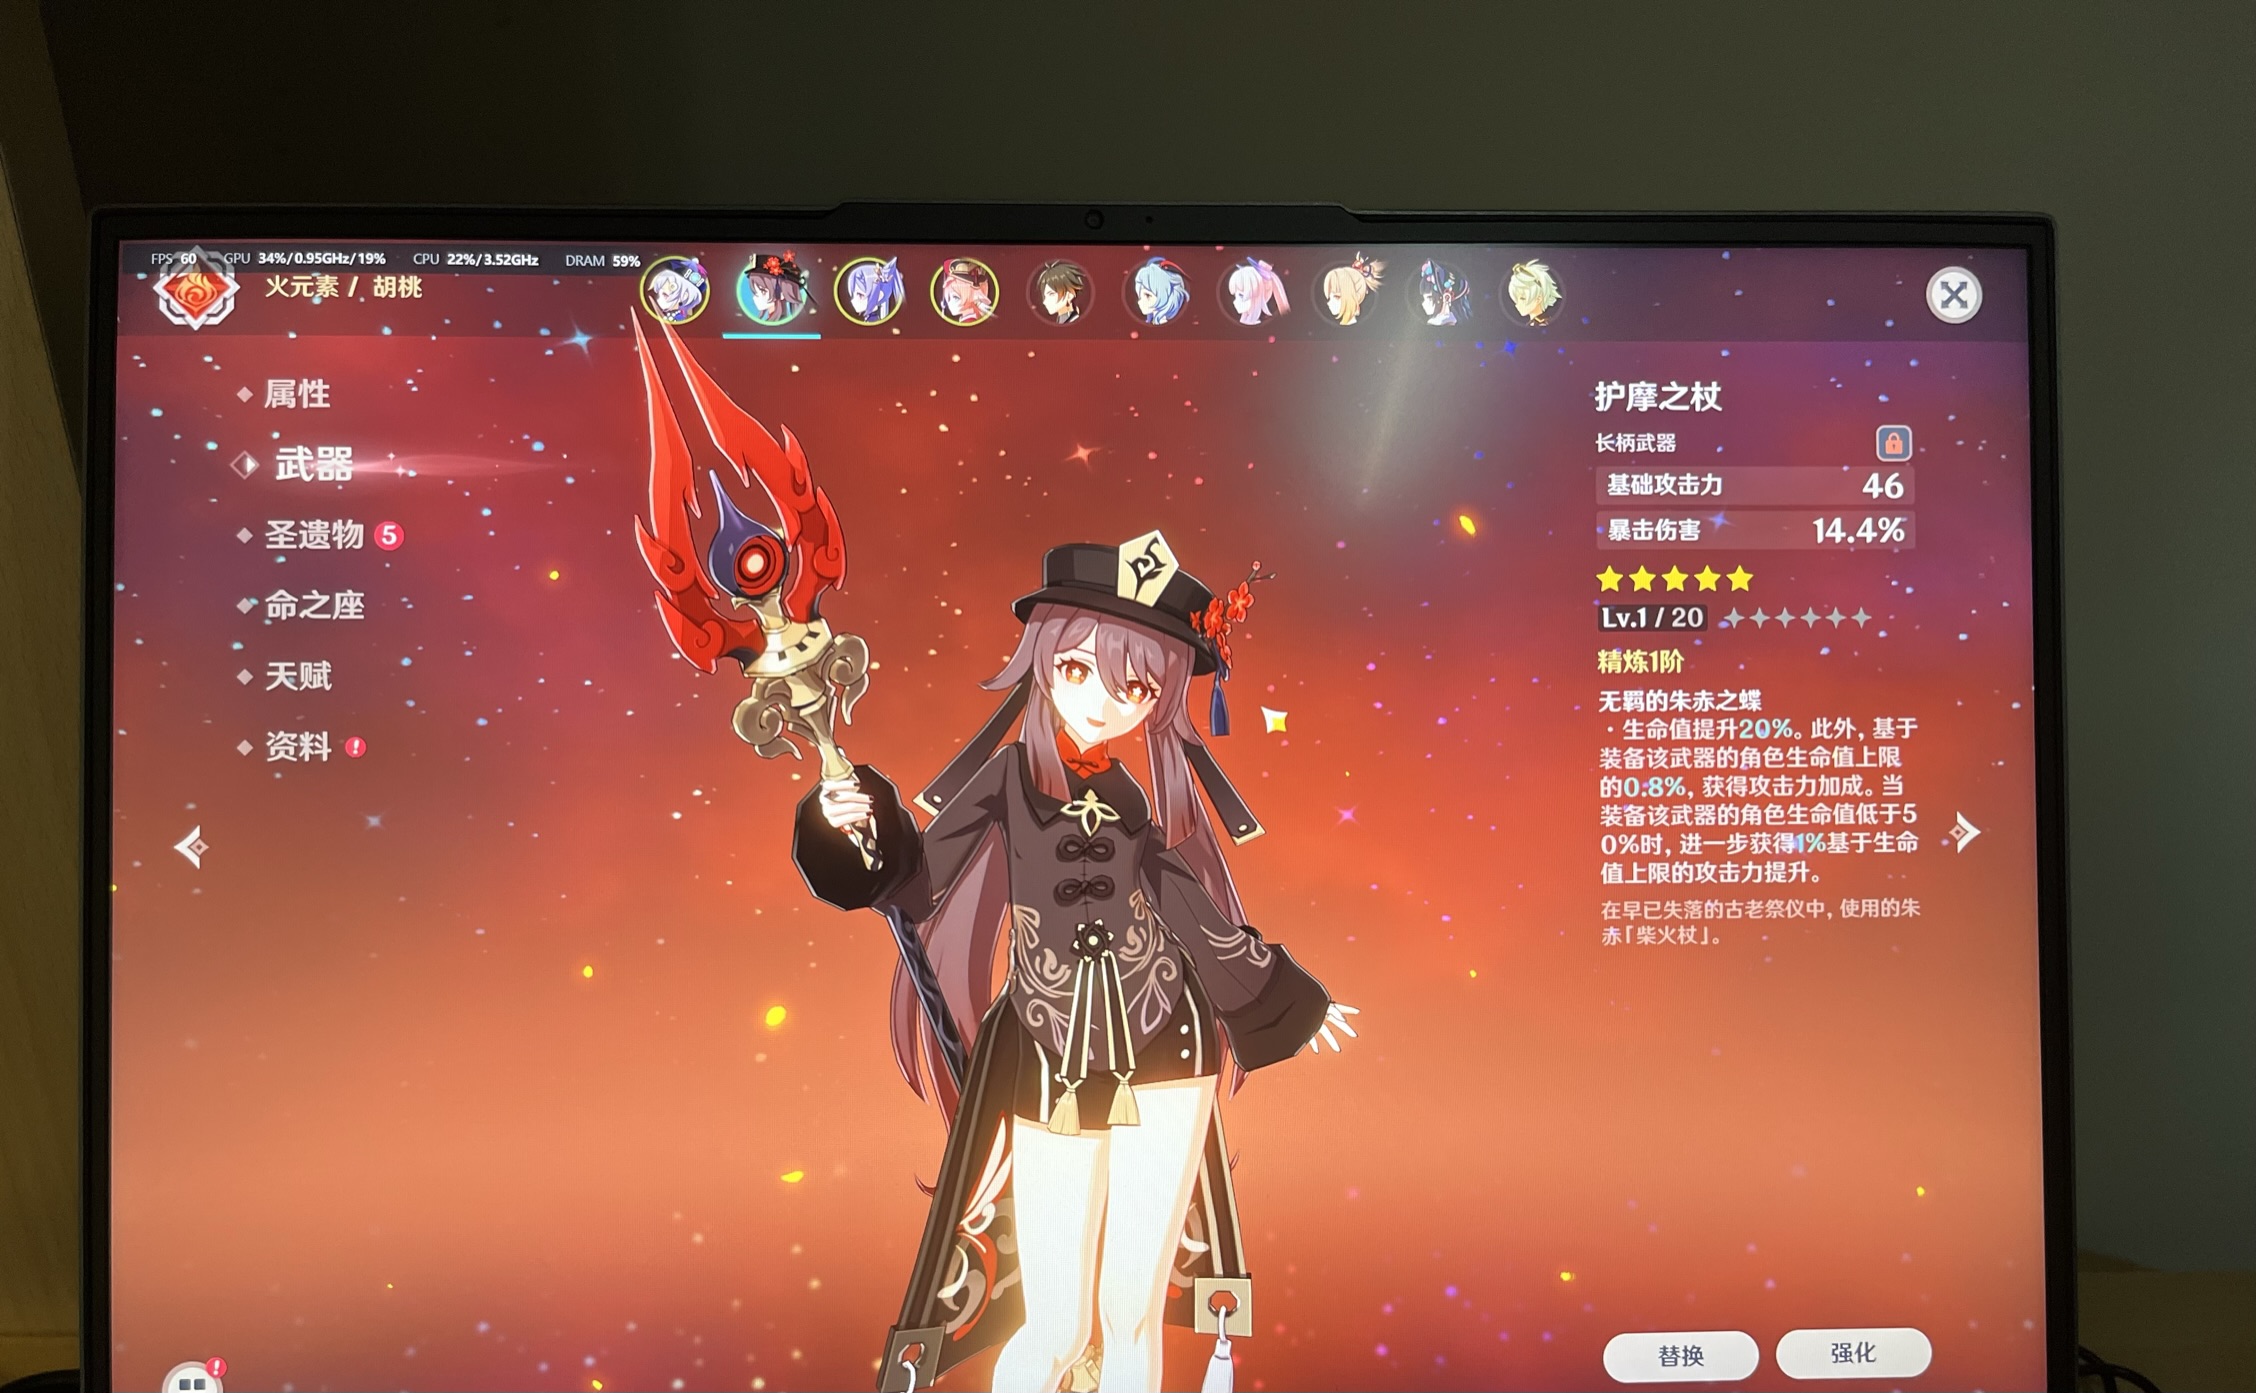 FPS 60 GPU 34%/0.95GHz/19% CPU 22%/3.52GHz DRAM 59%
火元素 / 胡桃
属性
武器
圣遗物 5
命之座
天赋
资料 !
护摩之杖
长柄武器
基础攻击力 46
暴击伤害 14.4%
Lv.1 / 20
精炼1阶
无羁的朱赤之蝶
·生命值提升20%。此外，基于
装备该武器的角色生命值上限
的0.8%，获得攻击力加成。当
装备该武器的角色生命值低于5
0%时，进一步获得1%基于生命
值上限的攻击力提升。
在早已失落的古老祭仪中，使用的朱
赤「柴火杖」。
替换 强化
!